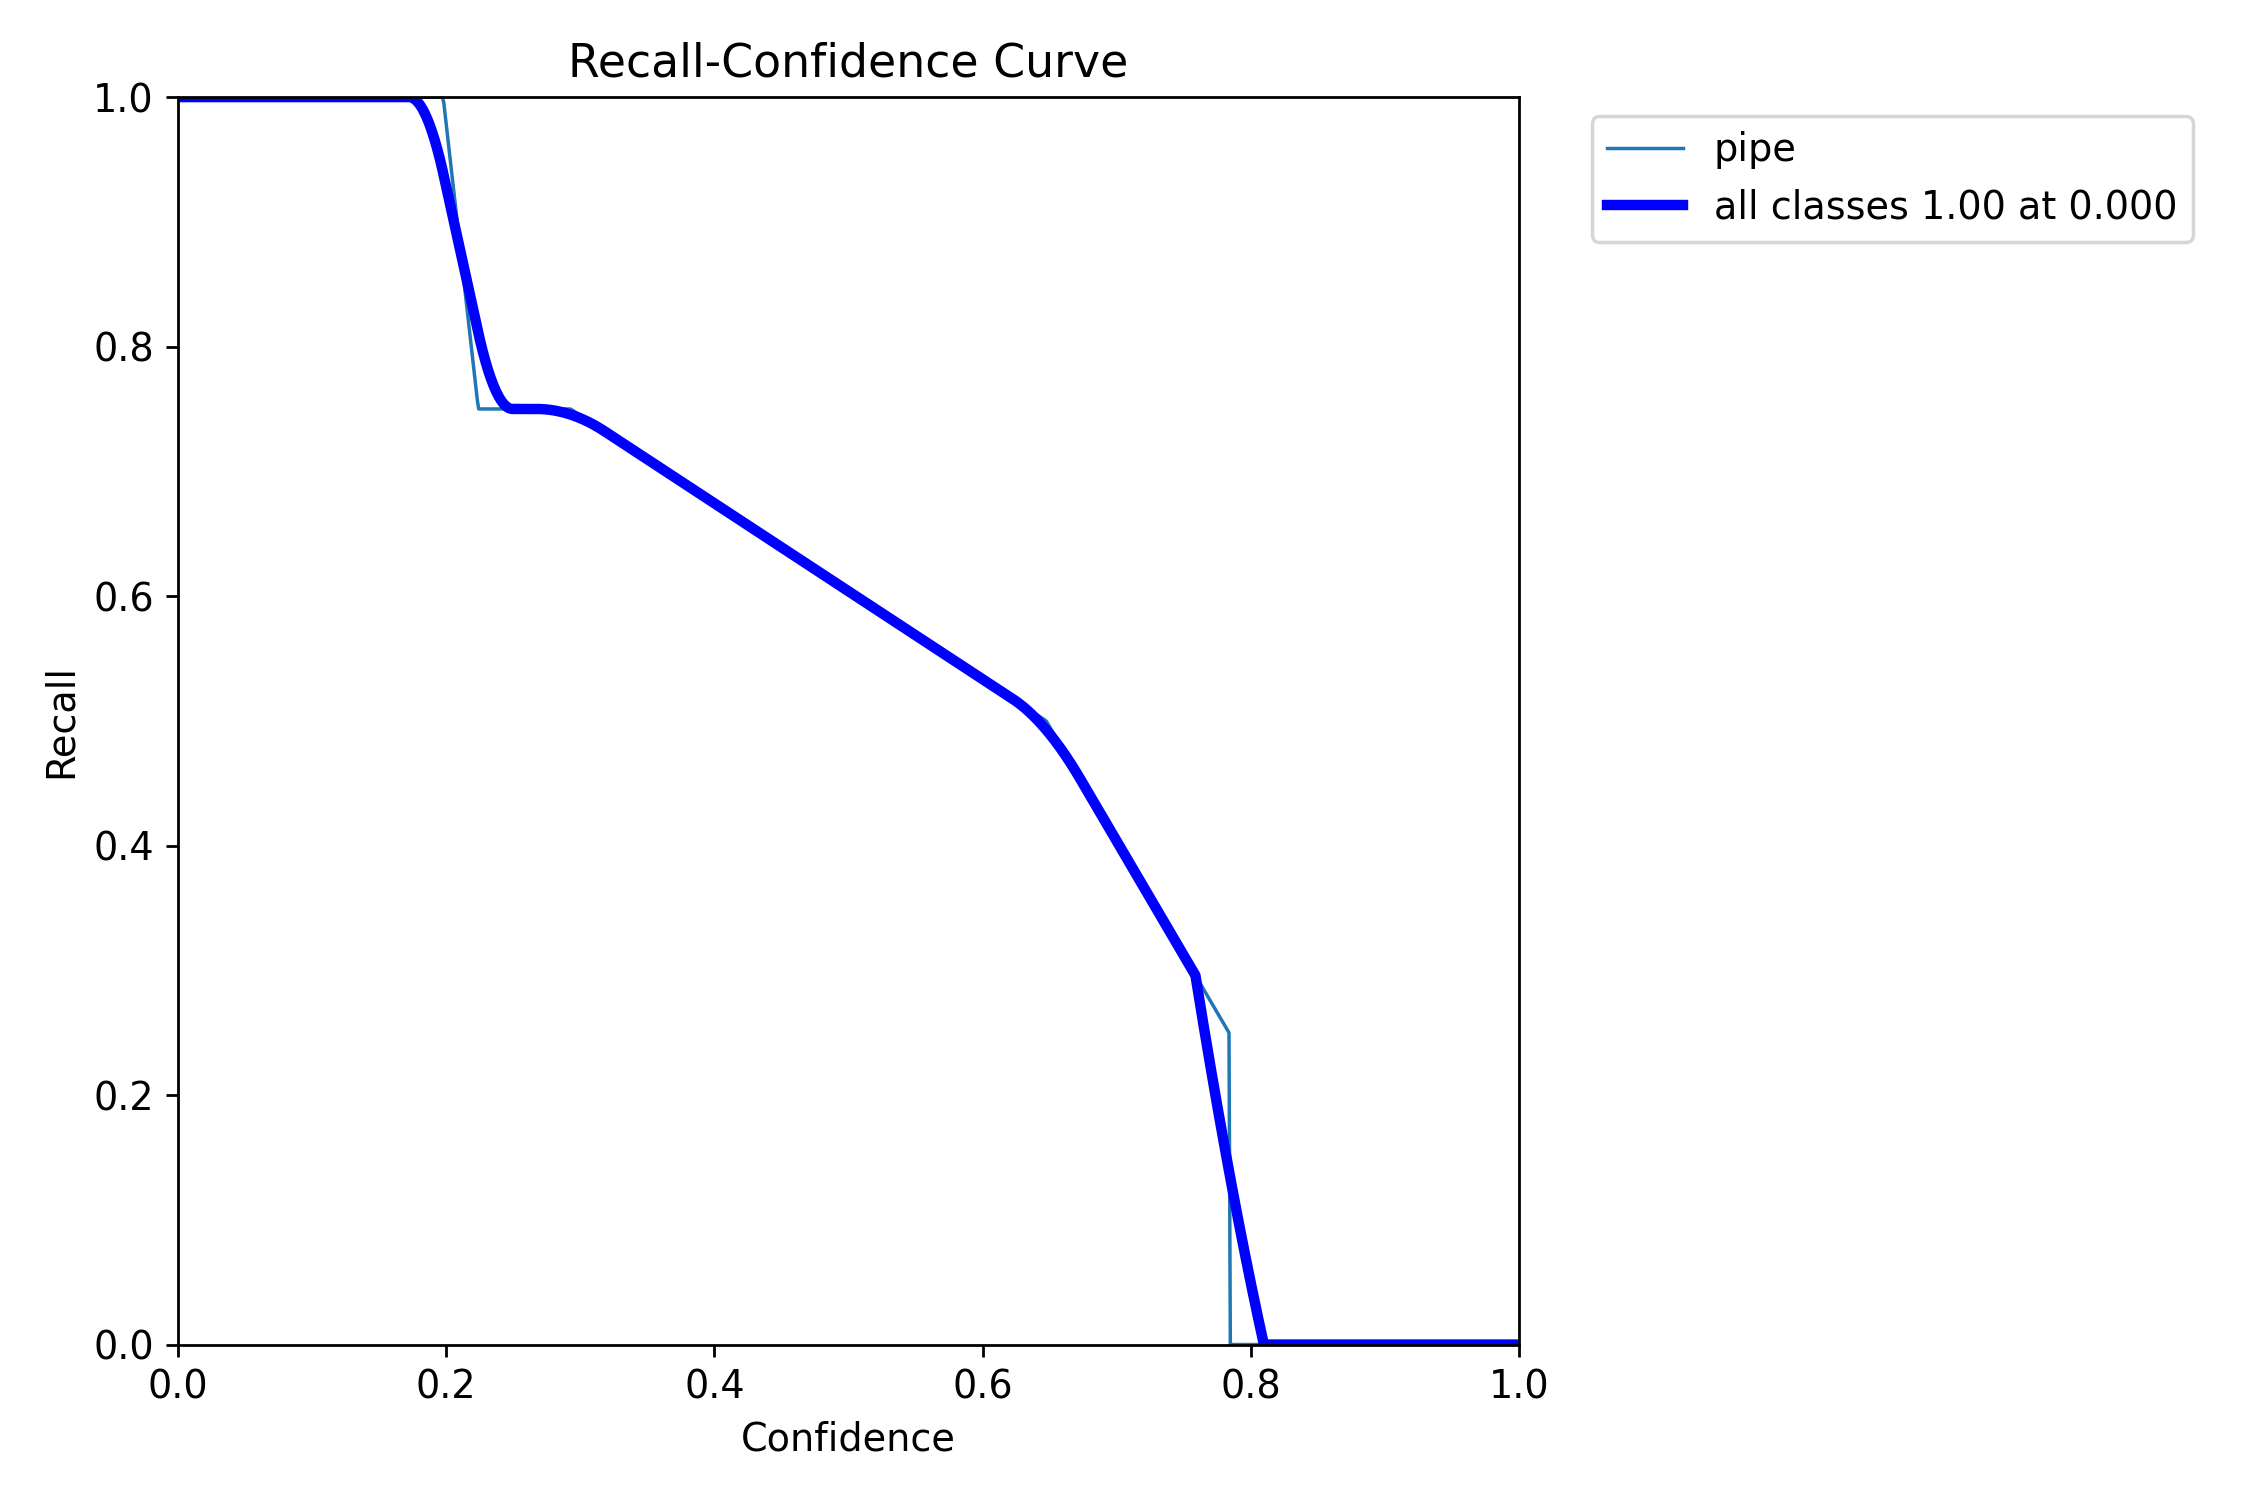 Recall-Confidence Curve
1.0
0.8
0.6
0.4
0.2
0.0
Recall
0.0 0.2 0.4 0.6 0.8 1.0
Confidence
pipe
all classes 1.00 at 0.000